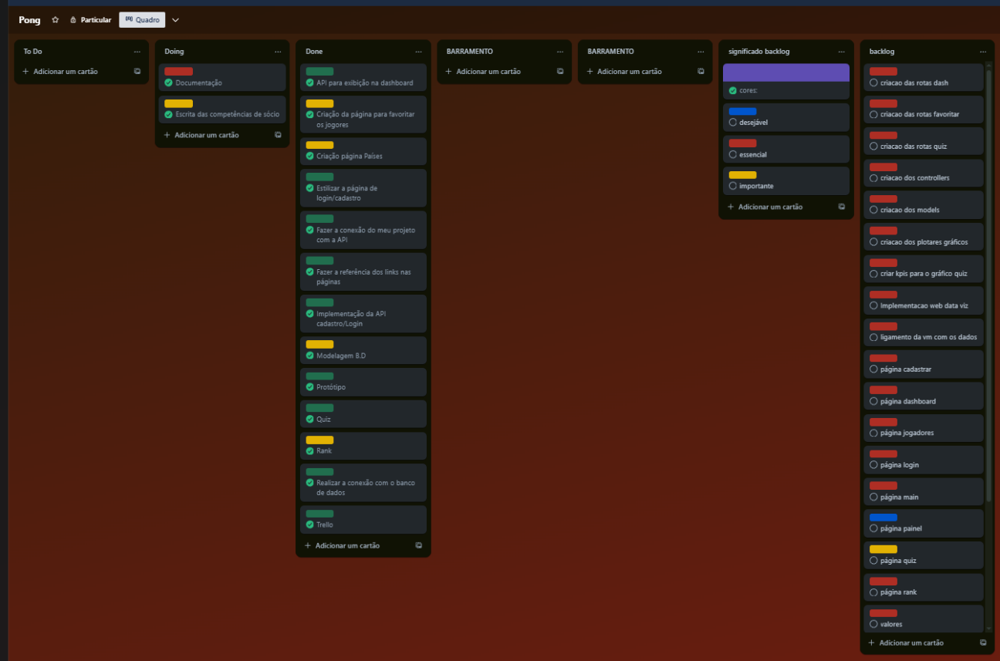 Pong
Particular
Quadro
To Do
Adicionar um cartão
Doing
Documentação
Escrita das competências de sócio
Adicionar um cartão
Done
API para exibição na dashboard
Criação da página para favoritar
os jogores
Criação página Países
Estilizar a página de
login/cadastro
Fazer a conexão do meu projeto
com a API
Fazer a referência dos links nas
páginas
Implementação da API
cadastro/Login
Modelagem B.D
Protótipo
Quiz
Rank
Realizar a conexão com o banco
de dados
Trello
Adicionar um cartão
BARRAMENTO
Adicionar um cartão
BARRAMENTO
Adicionar um cartão
significado backlog
cores:
desejável
essencial
importante
Adicionar um cartão
backlog
criacao das rotas dash
criacao das rotas favoritar
criacao das rotas quiz
criacao dos controllers
criacao dos models
criacao dos plotares gráficos
criar kpis para o gráfico quiz
Implementacao web data viz
ligamento da vm com os dados
página cadastrar
página dashboard
página jogadores
página login
página main
página painel
página quiz
página rank
valores
Adicionar um cartão